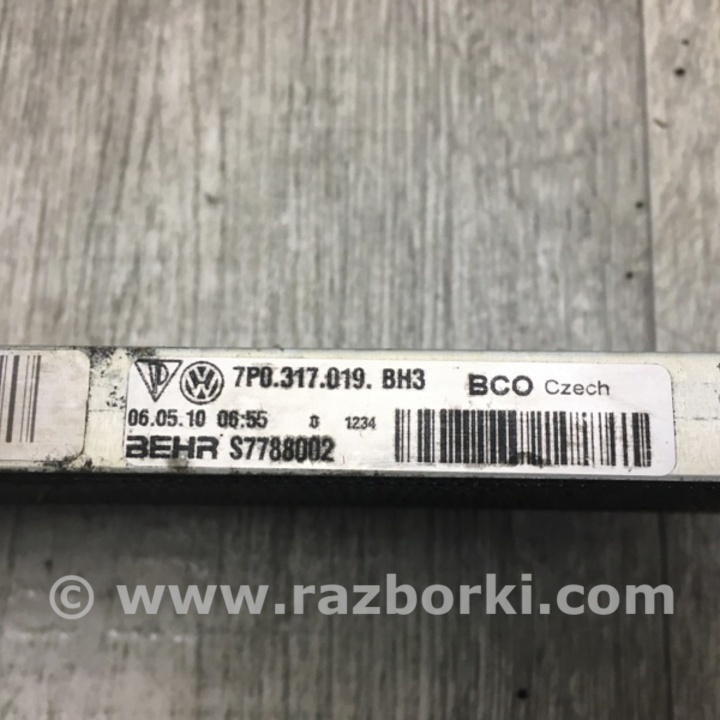 7P0.317.019. BH3 BCO Czech
06.05.10 06:55 1234
BEHR S7788002
© www.razborki.com